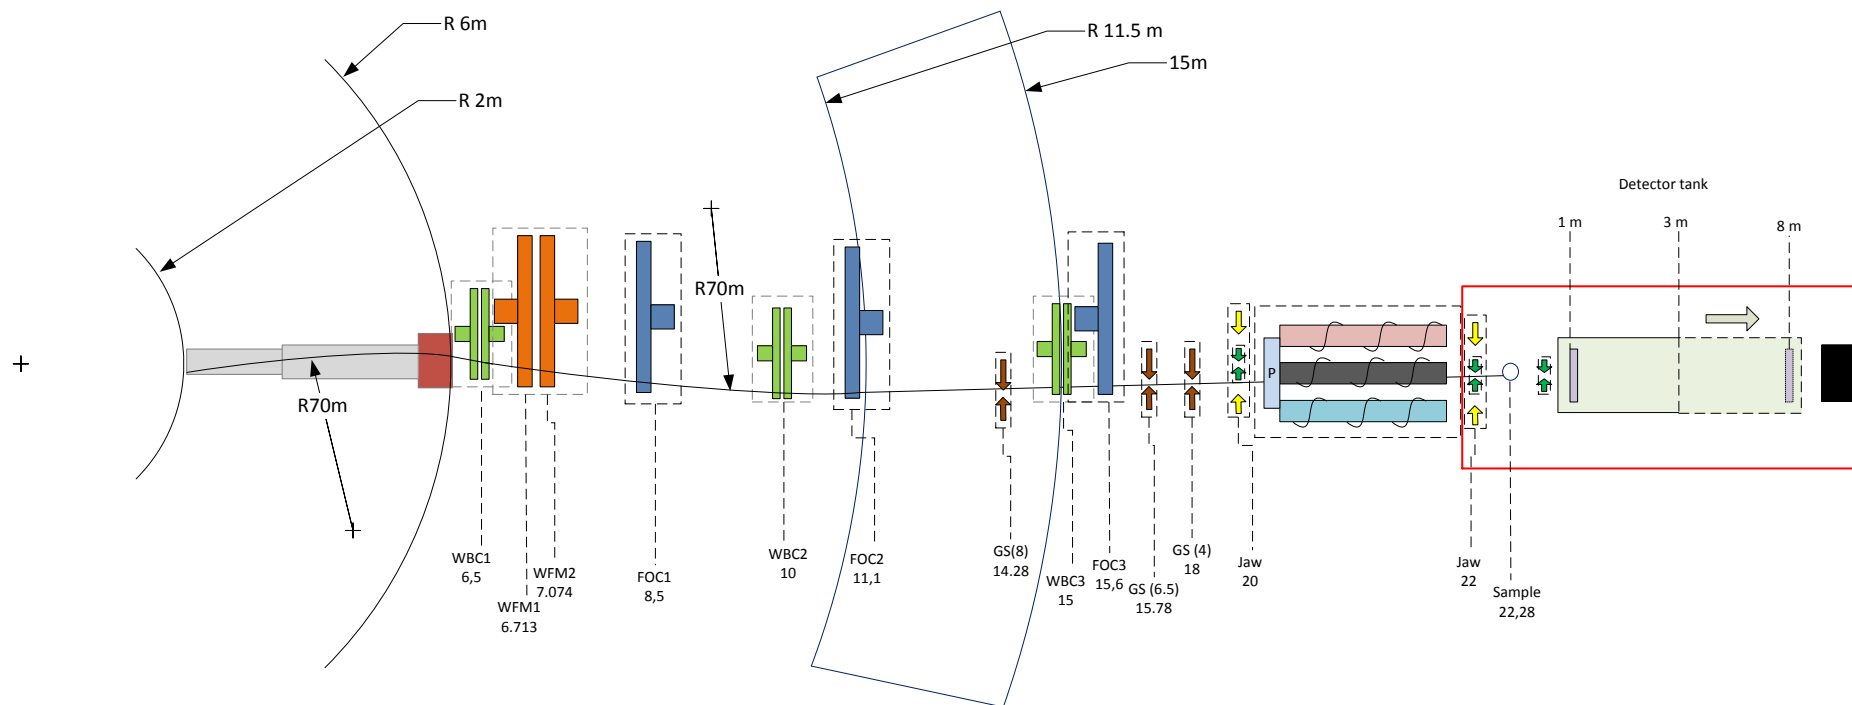 R 6m
R 11.5 m
15m
R 2m
Detector tank
1 m
3 m
8 m
R70m
R70m
P
WBC1
6,5
WFM1
6.713
WFM2
7.074
FOC1
8,5
WBC2
10
FOC2
11,1
GS(8)
14.28
WBC3
15
FOC3
15,6
GS (6.5)
15.78
GS (4)
18
Jaw
20
Jaw
22
Sample
22,28